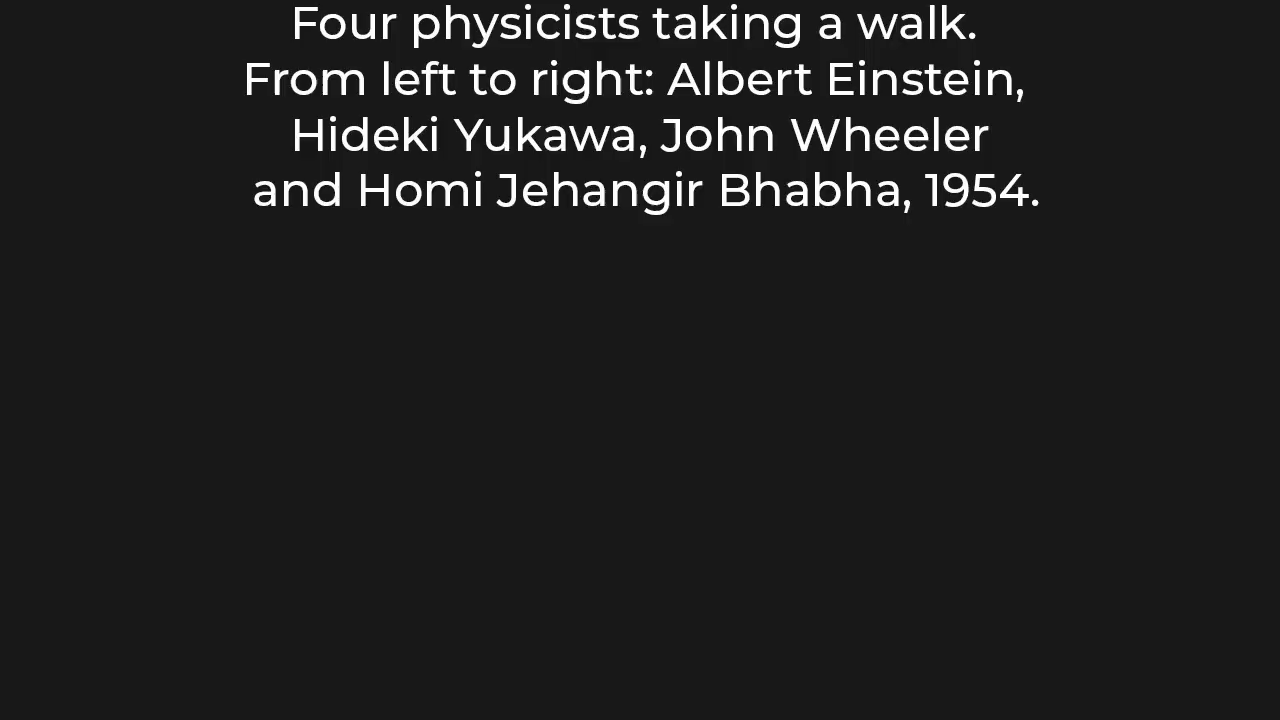 Four physicists taking a walk.
From left to right: Albert Einstein,
Hideki Yukawa, John Wheeler
and Homi Jehangir Bhabha, 1954.